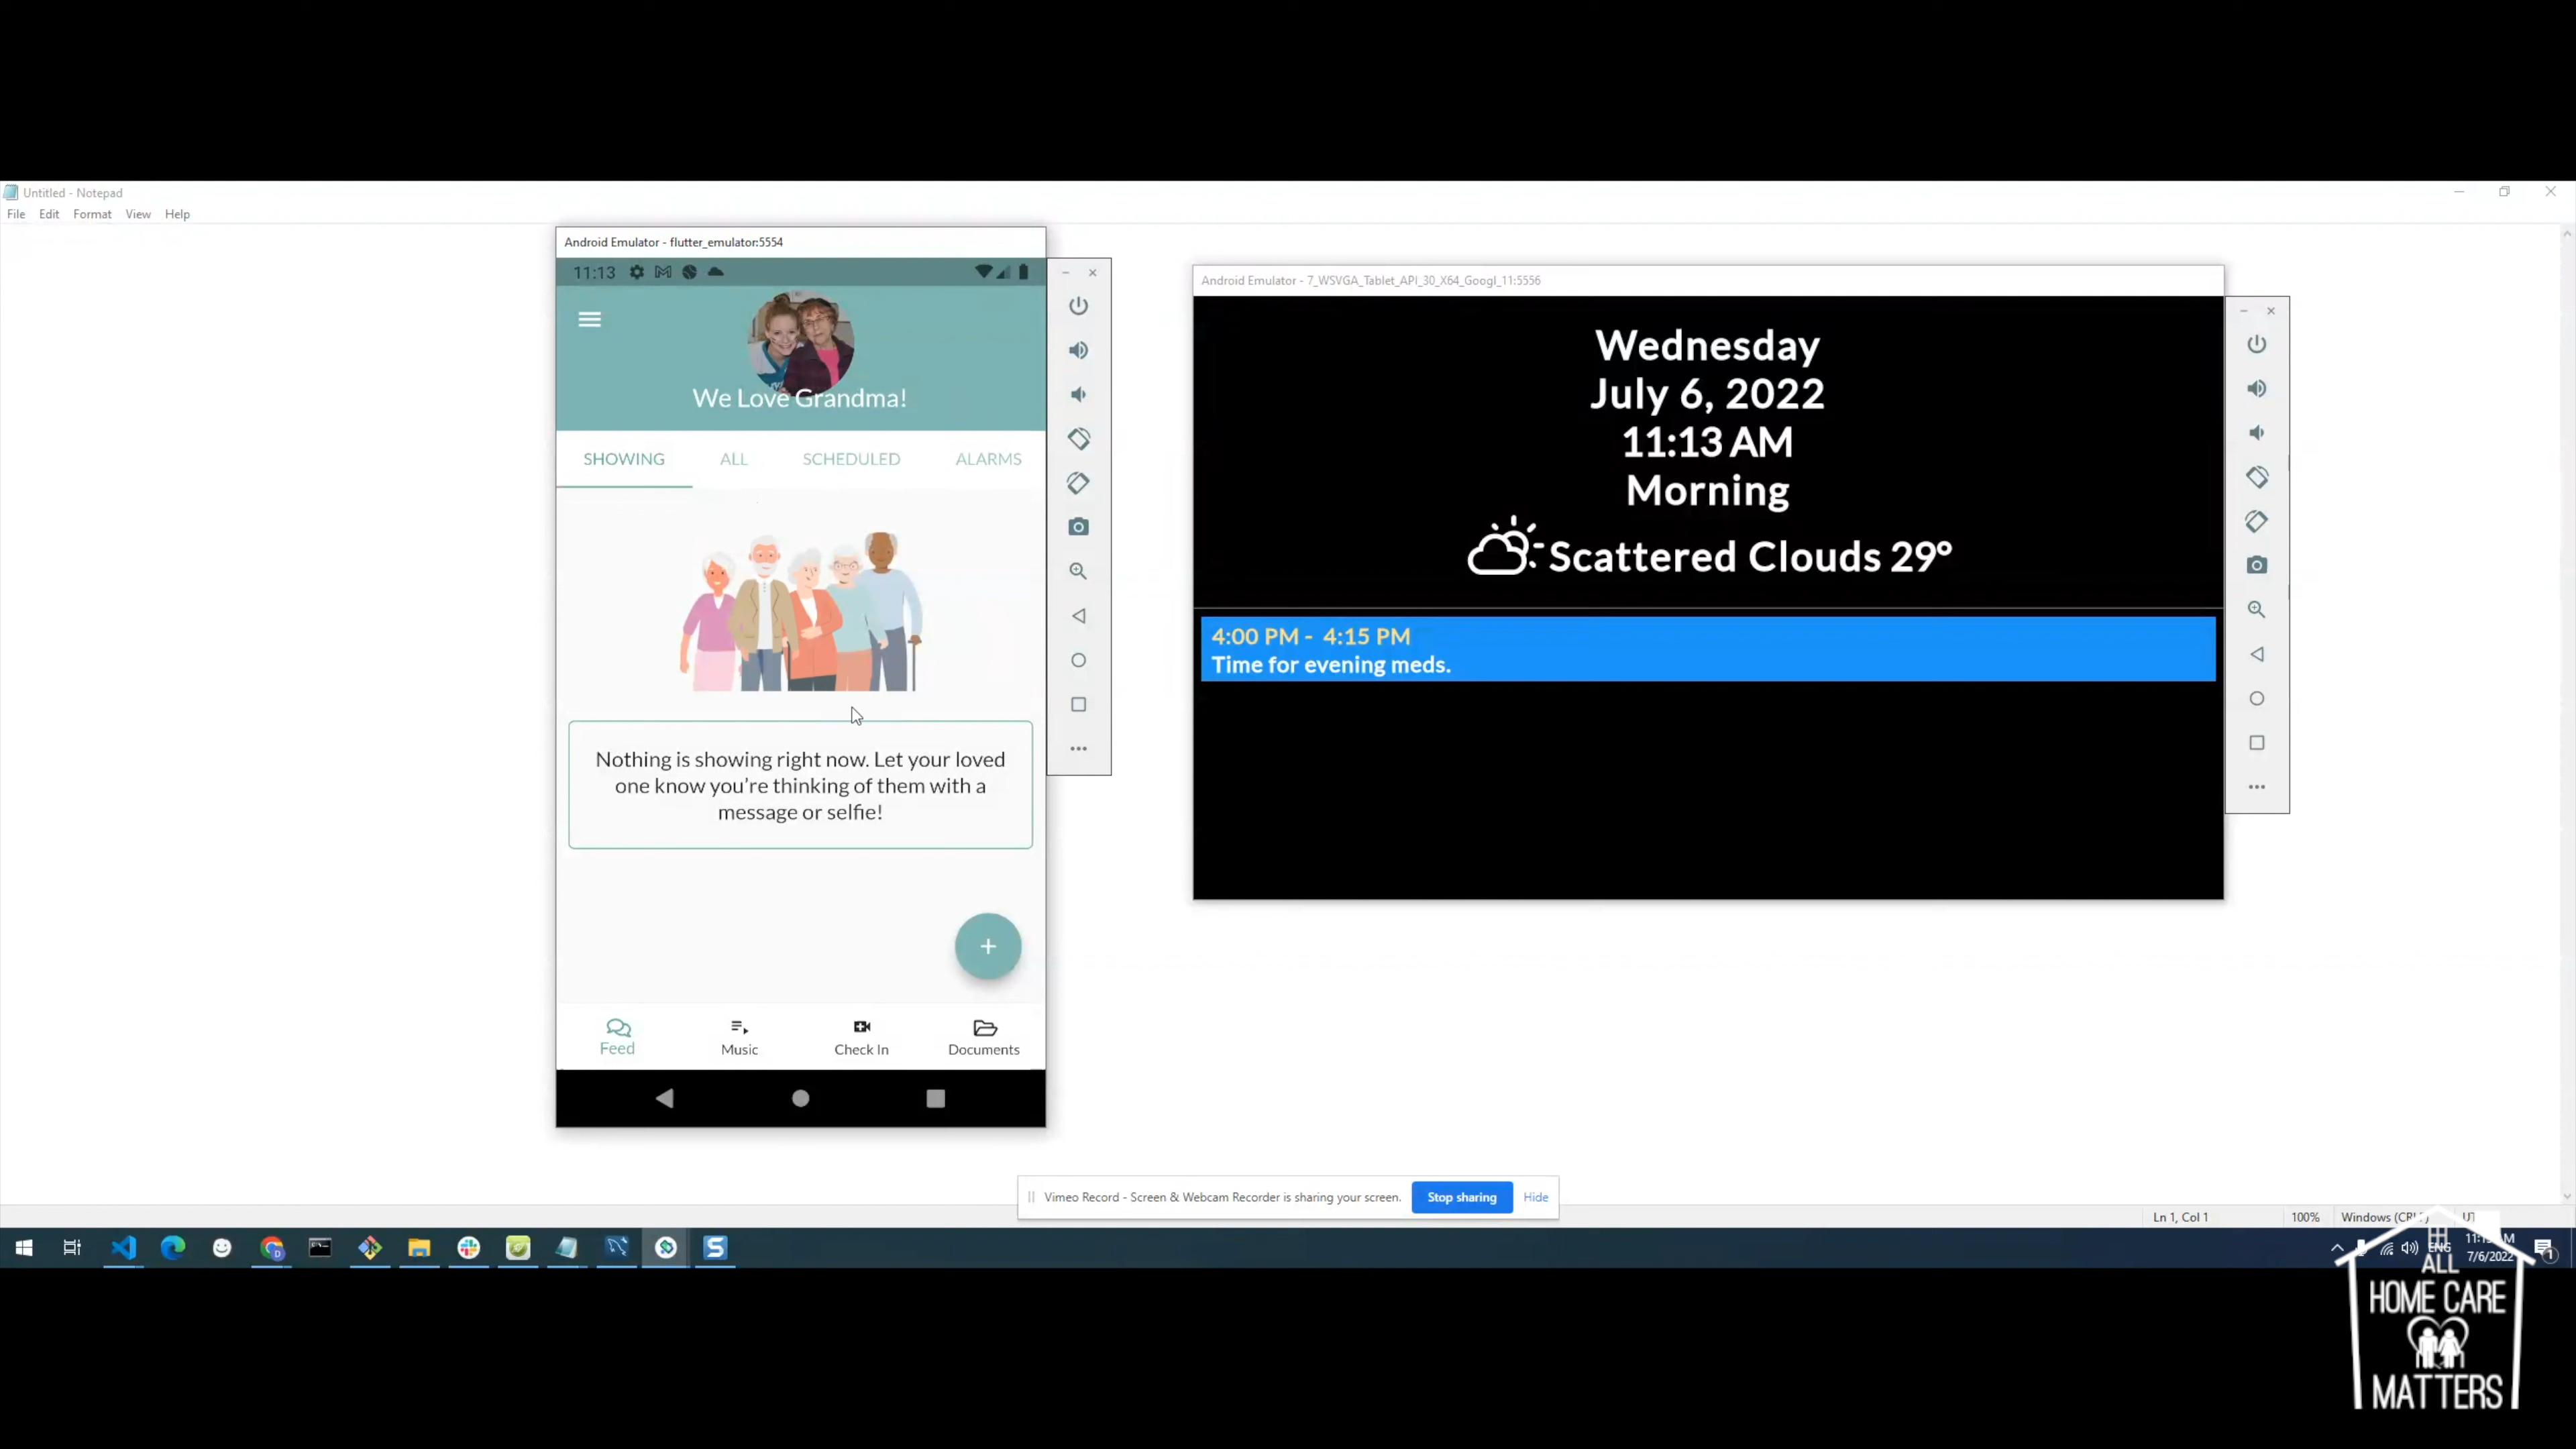 Untitled - Notepad
File Edit Format View Help
Android Emulator - flutter_emulator:5554
11:13
We Love Grandma!
SHOWING ALL SCHEDULED ALARMS
Nothing is showing right now. Let your loved
one know you're thinking of them with a
message or selfie!
+
Feed Music Check In Documents
Android Emulator - 7_WSVGA_Tablet_API_30_X64_Googl_11:5556
Wednesday
July 6, 2022
11:13 AM
Morning
Scattered Clouds 29°
4:00 PM - 4:15 PM
Time for evening meds.
Vimeo Record - Screen & Webcam Recorder is sharing your screen. Stop sharing Hide
Ln 1, Col 1 100% Windows
ENG
7/6/2022
ALL
HOME CARE
MATTERS